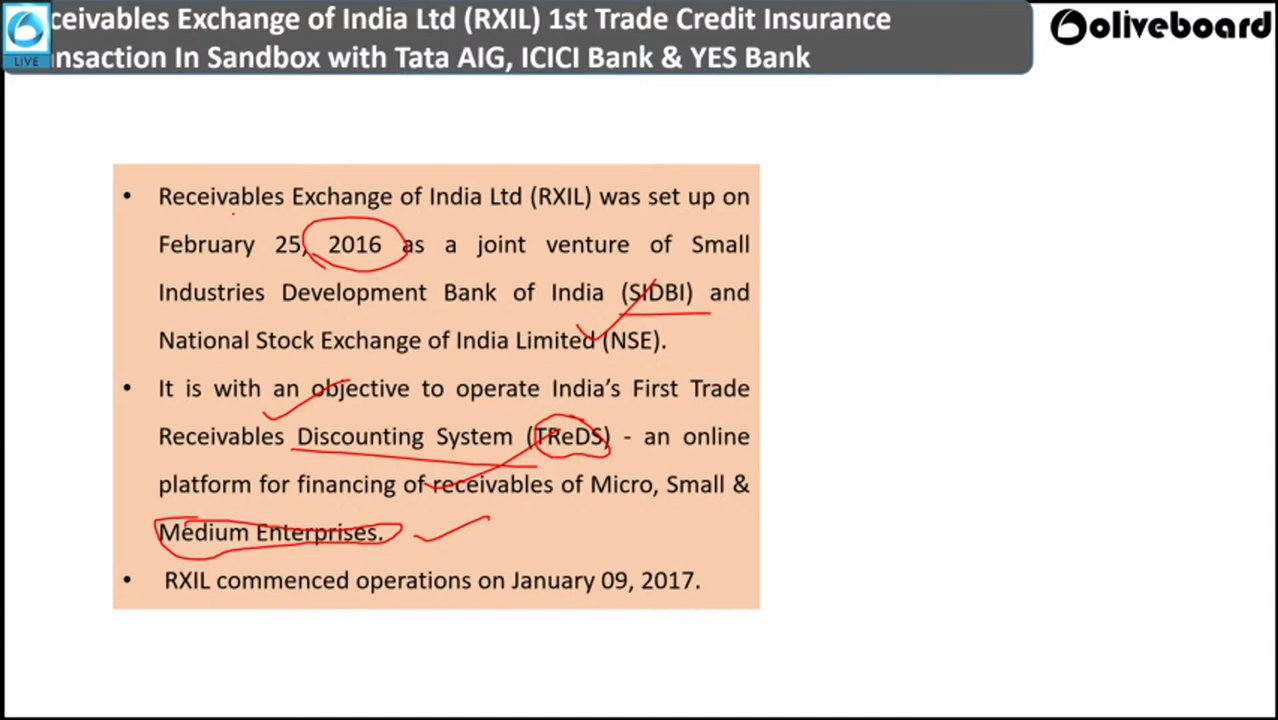 ceivables Exchange of India Ltd (RXIL) 1st Trade Credit Insurance
nsaction In Sandbox with Tata AIG, ICICI Bank & YES Bank
LIVE
oliveboard
• Receivables Exchange of India Ltd (RXIL) was set up on
February 25, 2016 as a joint venture of Small
Industries Development Bank of India (SIDBI) and
National Stock Exchange of India Limited (NSE).
• It is with an objective to operate India’s First Trade
Receivables Discounting System (TReDS) - an online
platform for financing of receivables of Micro, Small &
Medium Enterprises.
• RXIL commenced operations on January 09, 2017.